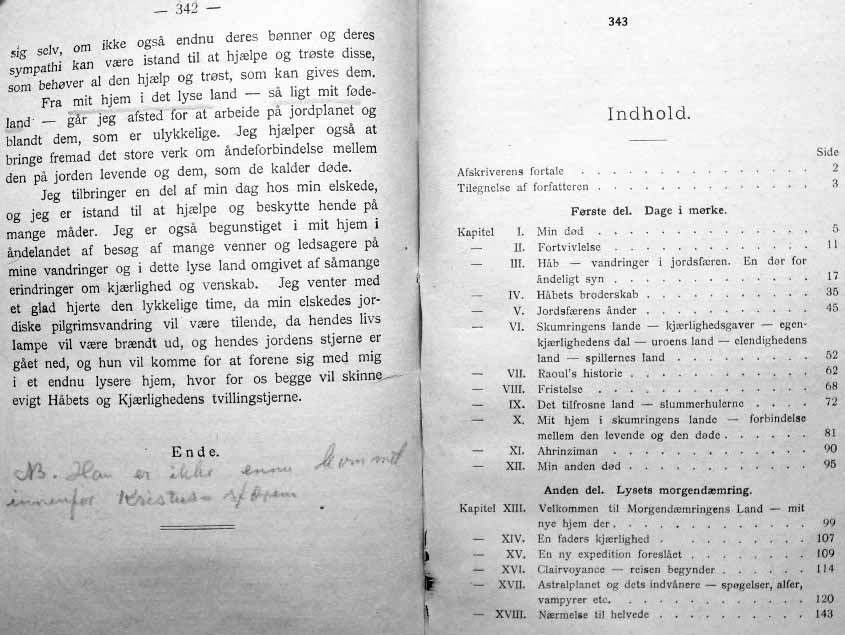 — 342 —
sig selv, om ikke også endnu deres bønner og deres
sympathi kan være istand til at hjælpe og trøste disse,
som behøver al den hjælp og trøst, som kan gives dem.
Fra mit hjem i det lyse land — så ligt mit føde-
land — går jeg afsted for at arbeide på jordplanet og
blandt dem, som er ulykkelige. Jeg hjælper også at
bringe fremad det store verk om åndeforbindelse mellem
den på jorden levende og dem, som de kalder døde.
Jeg tilbringer en del af min dag hos min elskede,
og jeg er istand til at hjælpe og beskytte hende på
mange måder. Jeg er også begunstiget i mit hjem i
åndelandet af besøg af mange venner og ledsagere på
mine vandringer og i dette lyse land omgivet af såmange
erindringer om kjærlighed og venskab. Jeg venter med
et glad hjerte den lykkelige time, da min elskedes jor-
diske pilgrimsvandring vil være tilende, da hendes livs
lampe vil være brændt ud, og hendes jordens stjerne er
gået ned, og hun vil komme for at forene sig med mig
i et endnu lysere hjem, hvor for os begge vil skinne
evigt Håbets og Kjærlighedens tvillingstjerne.
Ende.
NB. Han er ikke ennu kommet
innenfor Kristus-sfæren
343
Indhold.
Side
Afskriverens fortale . . . . . . . . . . . . . . 2
Tilegnelse af forfatteren . . . . . . . . . . . . . 3
Første del. Dage i mørke.
Kapitel I. Min død . . . . . . . . . . . . . 5
— II. Fortvivlelse . . . . . . . . . . . . 11
— III. Håb — vandringer i jordsfæren. En dør for
åndeligt syn . . . . . . . . . . . . 17
— IV. Håbets broderskab . . . . . . . . . . 35
— V. Jordsfærens ånder . . . . . . . . . . 45
— VI. Skumringens lande — kjærlighedsgaver — egen-
kjærlighedens dal — uroens land — elendighedens
land — spillernes land . . . . . . . . . 52
— VII. Raoul's historie . . . . . . . . . . . 62
— VIII. Fristelse . . . . . . . . . . . . . 68
— IX. Det tilfrosne land — slummerhulerne . . . . 72
— X. Mit hjem i skumringens lande — forbindelse
mellem den levende og den døde . . . . . . 81
— XI. Ahrinziman . . . . . . . . . . . . 90
— XII. Min anden død . . . . . . . . . . . 95
Anden del. Lysets morgendæmring.
Kapitel XIII. Velkommen til Morgendæmringens Land — mit
nye hjem der . . . . . . . . . . . . 99
— XIV. En faders kjærlighed . . . . . . . . . 107
— XV. En ny expedition foreslået . . . . . . . 109
— XVI. Clairvoyance — reisen begynder . . . . . . 114
— XVII. Astralplanet og dets indvånere — spøgelser, alfer,
vampyrer etc. . . . . . . . . . . . . 120
— XVIII. Nærmelse til helvede . . . . . . . . . 143